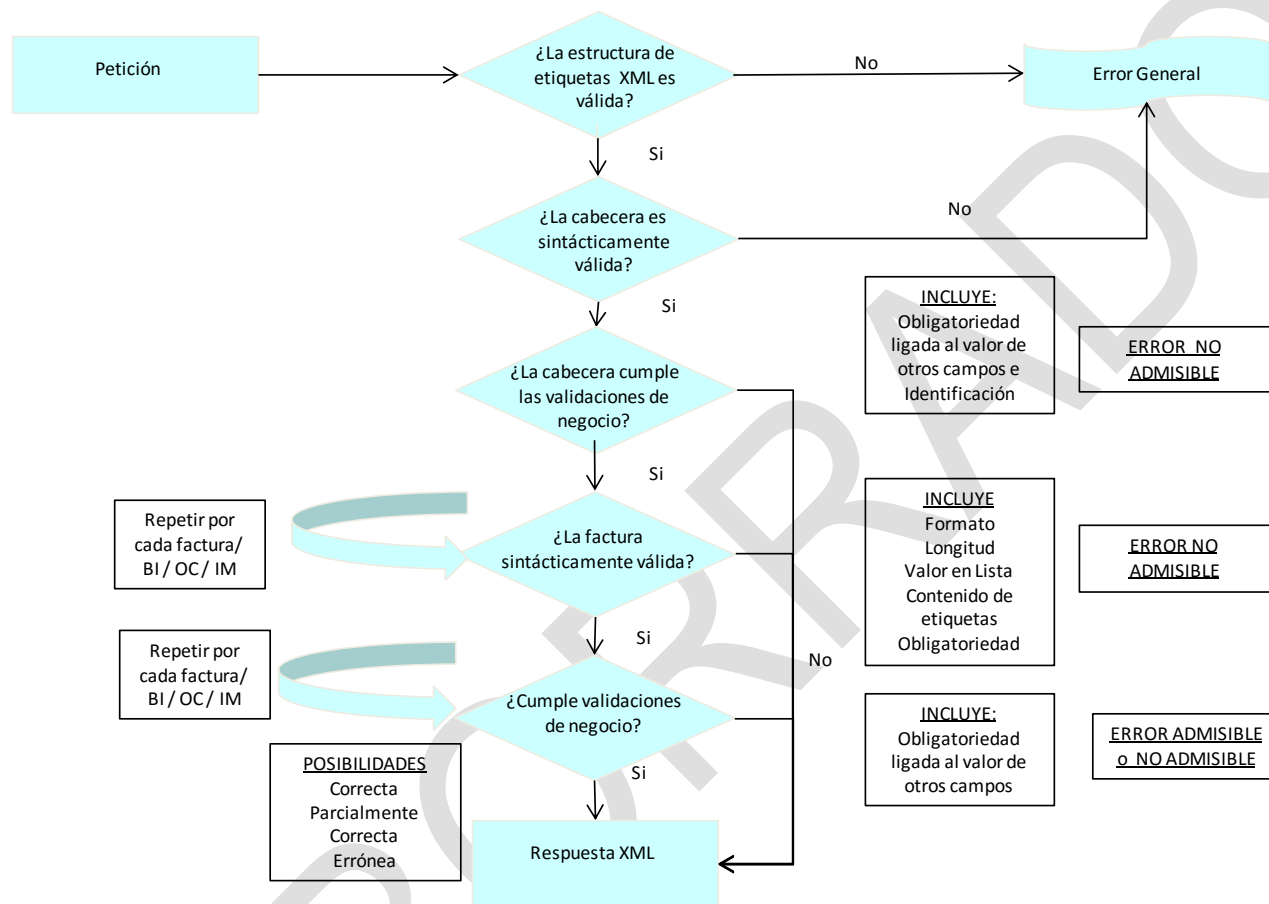 Petición
¿La estructura de
etiquetas XML es
válida?
No
Error General
Si
¿La cabecera es
sintácticamente
válida?
No
Si
INCLUYE:
Obligatoriedad
ligada al valor de
otros campos e
Identificación
ERROR NO
ADMISIBLE
¿La cabecera cumple
las validaciones de
negocio?
Si
Repetir por
cada factura/
BI / OC / IM
¿La factura
sintácticamente válida?
INCLUYE
Formato
Longitud
Valor en Lista
Contenido de
etiquetas
Obligatoriedad
ERROR NO
ADMISIBLE
Si
No
Repetir por
cada factura/
BI / OC / IM
¿Cumple validaciones
de negocio?
INCLUYE:
Obligatoriedad
ligada al valor de
otros campos
ERROR ADMISIBLE
o NO ADMISIBLE
Si
POSIBILIDADES
Correcta
Parcialmente
Correcta
Errónea
Respuesta XML
ORRADO